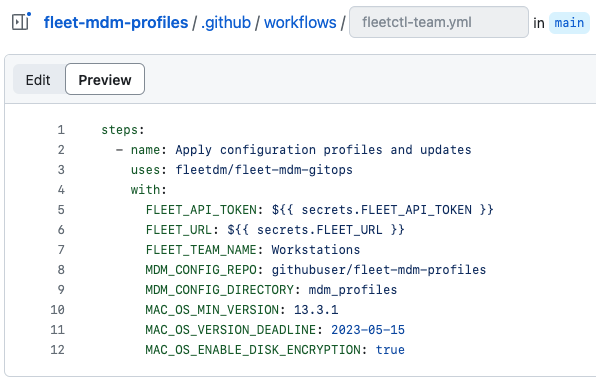 fleet-mdm-profiles / .github / workflows / fleetctl-team.yml in main
Edit Preview
1 steps:
2 - name: Apply configuration profiles and updates
3 uses: fleetdm/fleet-mdm-gitops
4 with:
5 FLEET_API_TOKEN: ${{ secrets.FLEET_API_TOKEN }}
6 FLEET_URL: ${{ secrets.FLEET_URL }}
7 FLEET_TEAM_NAME: Workstations
8 MDM_CONFIG_REPO: githubuser/fleet-mdm-profiles
9 MDM_CONFIG_DIRECTORY: mdm_profiles
10 MAC_OS_MIN_VERSION: 13.3.1
11 MAC_OS_VERSION_DEADLINE: 2023-05-15
12 MAC_OS_ENABLE_DISK_ENCRYPTION: true